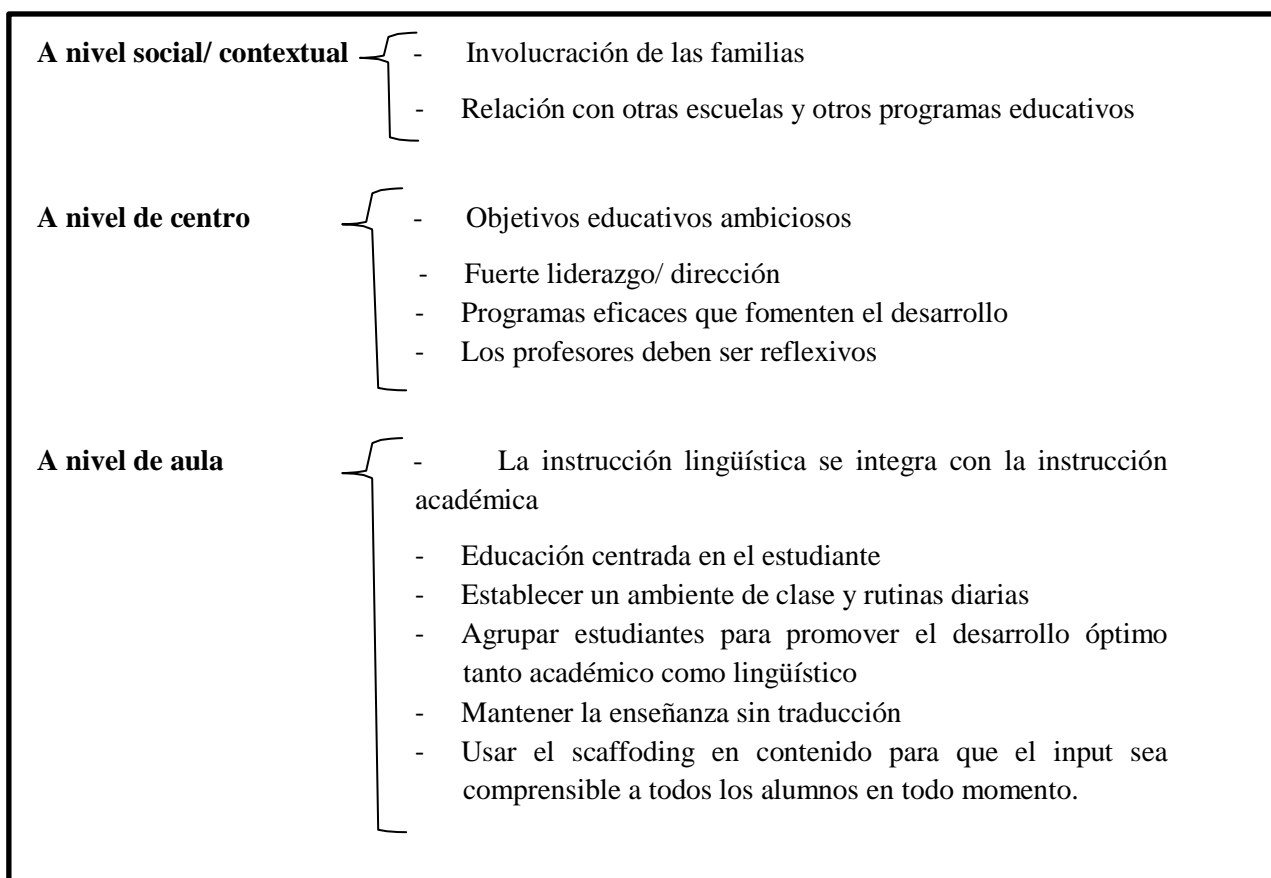 A nivel social/ contextual - Involucración de las familias
- Relación con otras escuelas y otros programas educativos
A nivel de centro - Objetivos educativos ambiciosos
- Fuerte liderazgo/ dirección
- Programas eficaces que fomenten el desarrollo
- Los profesores deben ser reflexivos
A nivel de aula - La instrucción lingüística se integra con la instrucción
académica
- Educación centrada en el estudiante
- Establecer un ambiente de clase y rutinas diarias
- Agrupar estudiantes para promover el desarrollo óptimo
tanto académico como lingüístico
- Mantener la enseñanza sin traducción
- Usar el scaffoding en contenido para que el input sea
comprensible a todos los alumnos en todo momento.